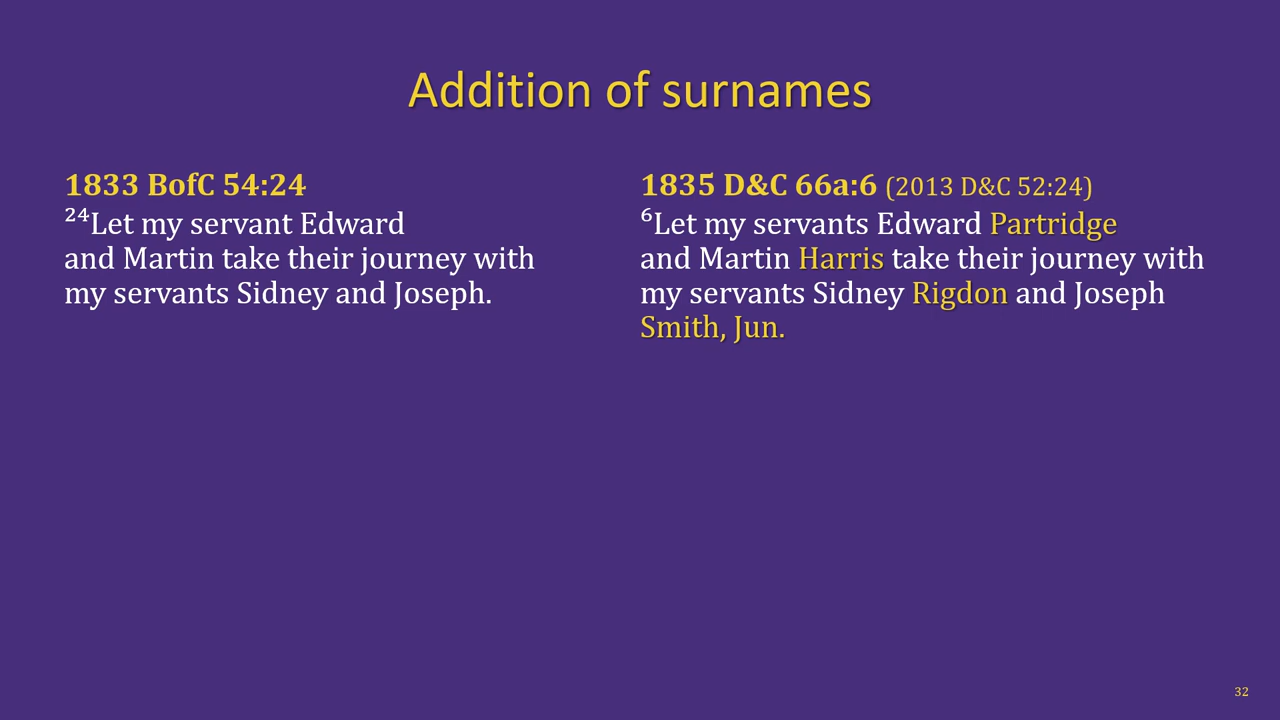 Addition of surnames
1833 BofC 54:24
²⁴Let my servant Edward
and Martin take their journey with
my servants Sidney and Joseph.
1835 D&C 66a:6 (2013 D&C 52:24)
⁶Let my servants Edward Partridge
and Martin Harris take their journey with
my servants Sidney Rigdon and Joseph
Smith, Jun.
32